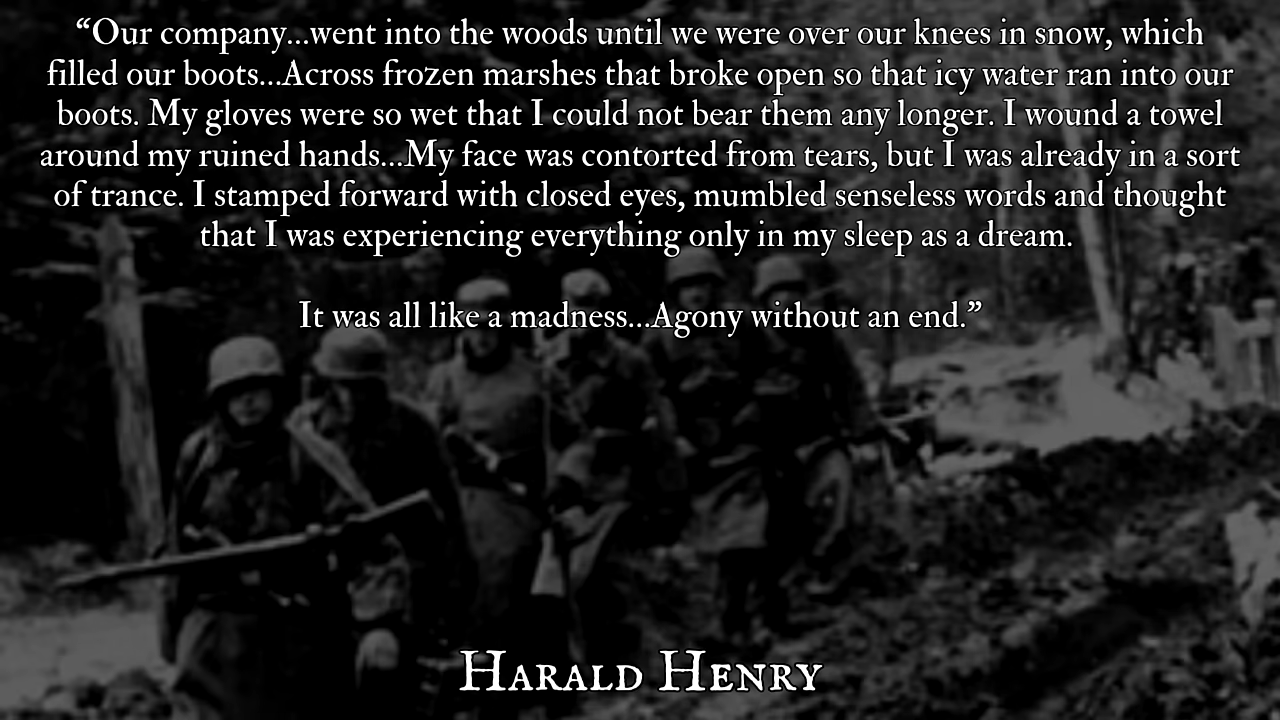 “Our company...went into the woods until we were over our knees in snow, which
filled our boots...Across frozen marshes that broke open so that icy water ran into our
boots. My gloves were so wet that I could not bear them any longer. I wound a towel
around my ruined hands...My face was contorted from tears, but I was already in a sort
of trance. I stamped forward with closed eyes, mumbled senseless words and thought
that I was experiencing everything only in my sleep as a dream.
It was all like a madness...Agony without an end.”
Harald Henry